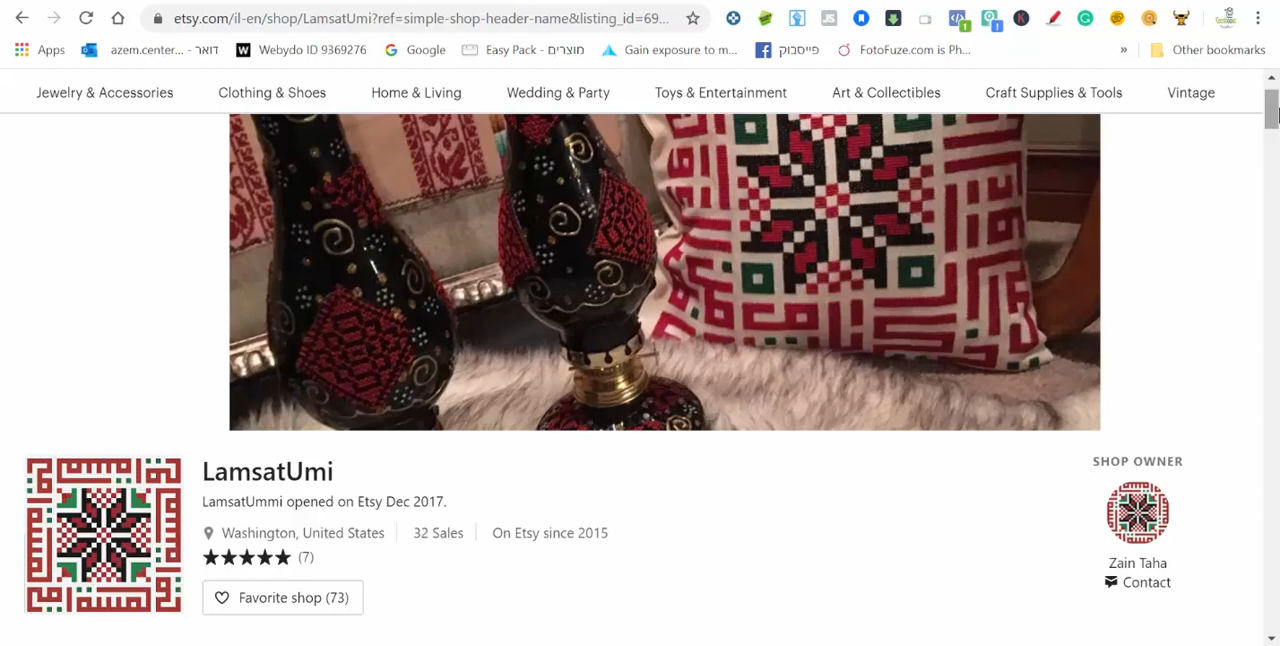 etsy.com/il-en/shop/LamsatUmi?ref=simple-shop-header-name&listing_id=69...
Apps azem.center... - דואר Webydo ID 9369276 Google Easy Pack - מוצרים Gain exposure to m... פייסבוק FotoFuze.com is Ph... » Other bookmarks
Jewelry & Accessories Clothing & Shoes Home & Living Wedding & Party Toys & Entertainment Art & Collectibles Craft Supplies & Tools Vintage
LamsatUmi
LamsatUmmi opened on Etsy Dec 2017.
Washington, United States 32 Sales On Etsy since 2015
(7)
Favorite shop (73)
SHOP OWNER
Zain Taha
Contact